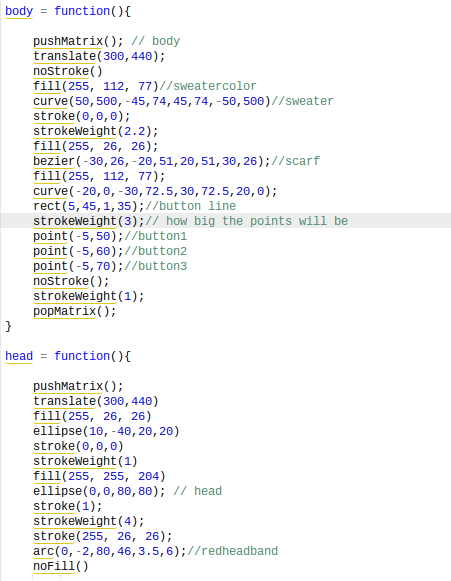 body = function(){
pushMatrix(); // body
translate(300,440);
noStroke()
fill(255, 112, 77)//sweatercolor
curve(50,500,-45,74,45,74,-50,500)//sweater
stroke(0,0,0);
strokeWeight(2.2);
fill(255, 26, 26);
bezier(-30,26,-20,51,20,51,30,26);//scarf
fill(255, 112, 77);
curve(-20,0,-30,72.5,30,72.5,20,0);
rect(5,45,1,35);//button line
strokeWeight(3);// how big the points will be
point(-5,50);//button1
point(-5,60);//button2
point(-5,70);//button3
noStroke();
strokeWeight(1);
popMatrix();
}
head = function(){
pushMatrix();
translate(300,440)
fill(255, 26, 26)
ellipse(10,-40,20,20)
stroke(0,0,0)
strokeWeight(1)
fill(255, 255, 204)
ellipse(0,0,80,80); // head
stroke(1);
strokeWeight(4);
stroke(255, 26, 26);
arc(0,-2,80,46,3.5,6);//redheadband
noFill()